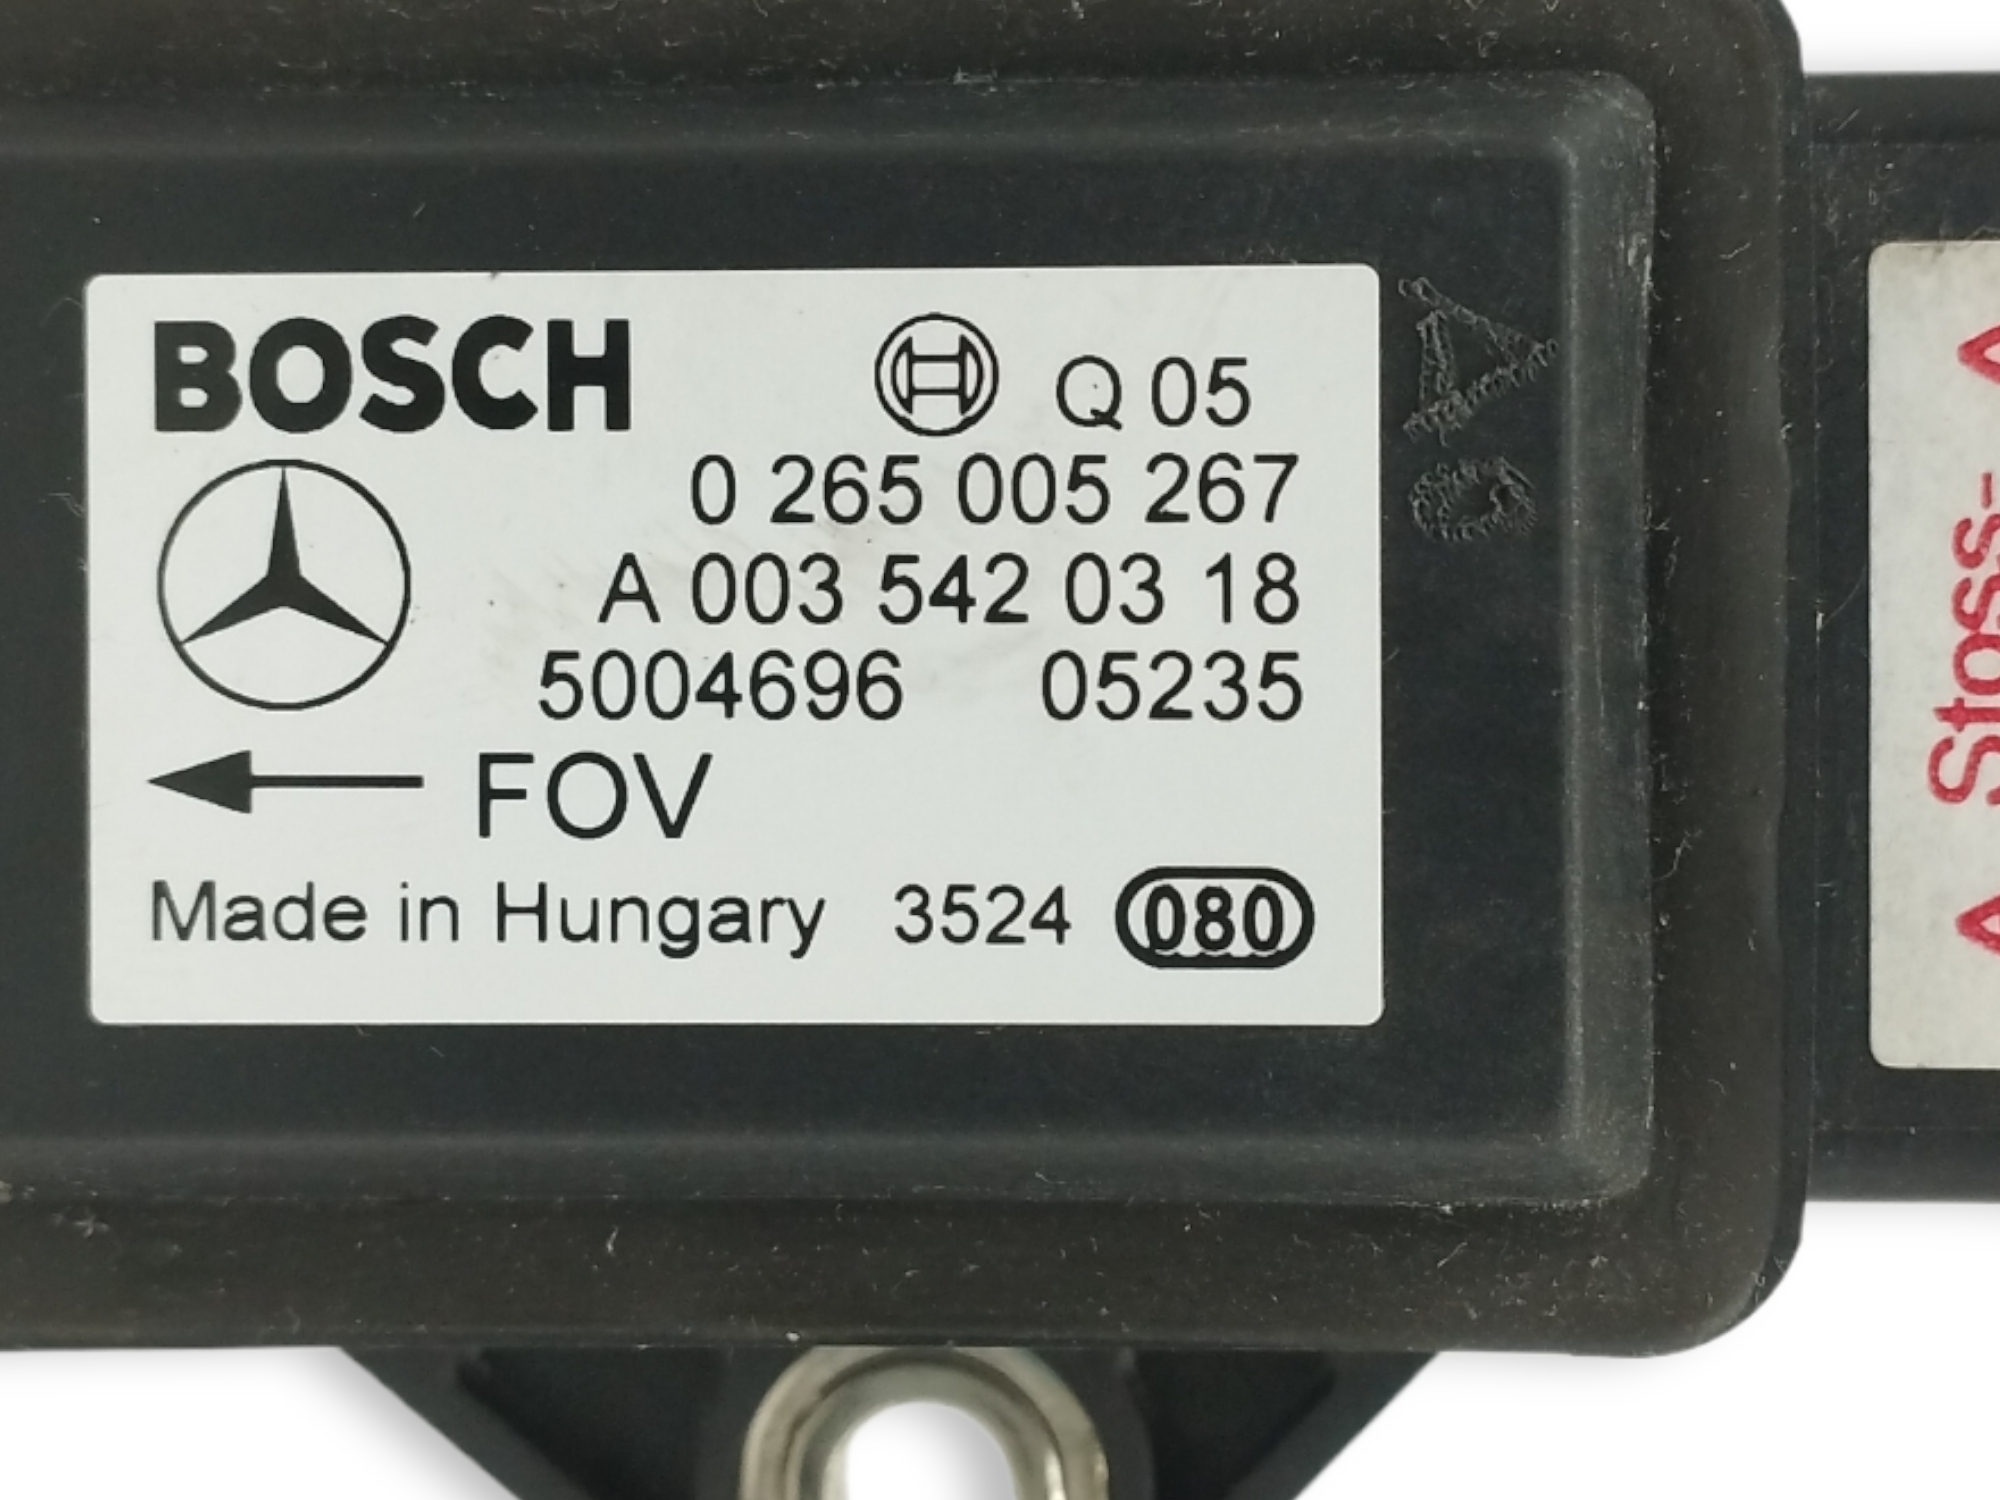 BOSCH Q 05
0 265 005 267
A 003 542 03 18
5004696 05235
FOV
Made in Hungary 3524 080
A 6
Stoss-